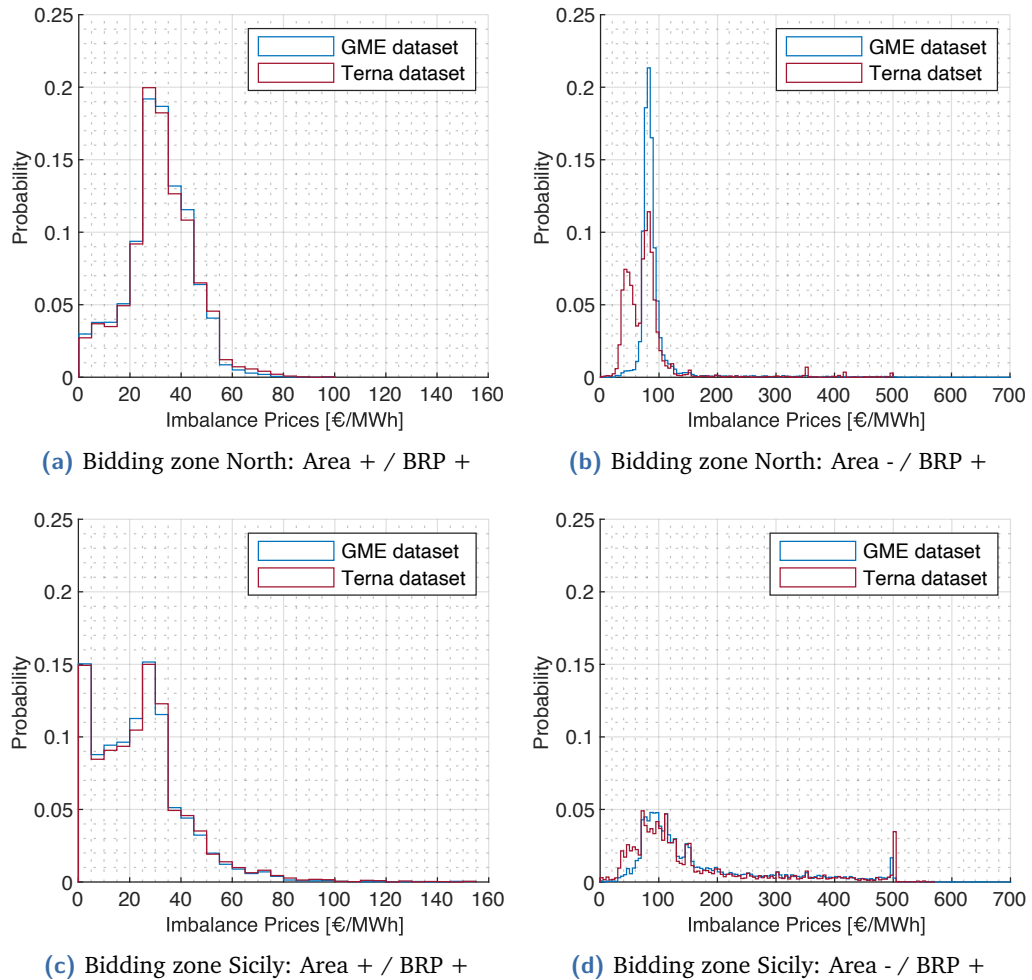 0.25
0.2
0.15
0.1
0.05
0
Probability
GME dataset
Terna dataset
0 20 40 60 80 100 120 140 160
Imbalance Prices [€/MWh]
(a) Bidding zone North: Area + / BRP +
0.25
0.2
0.15
0.1
0.05
0
Probability
GME dataset
Terna dataset
0 100 200 300 400 500 600 700
Imbalance Prices [€/MWh]
(b) Bidding zone North: Area - / BRP +
0.25
0.2
0.15
0.1
0.05
0
Probability
GME dataset
Terna dataset
0 20 40 60 80 100 120 140 160
Imbalance Prices [€/MWh]
(c) Bidding zone Sicily: Area + / BRP +
0.25
0.2
0.15
0.1
0.05
0
Probability
GME dataset
Terna dataset
0 100 200 300 400 500 600 700
Imbalance Prices [€/MWh]
(d) Bidding zone Sicily: Area - / BRP +